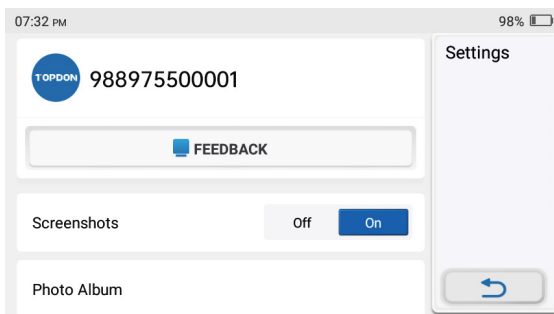 07:32 PM
98%
TOPDON
988975500001
FEEDBACK
Screenshots
Off
On
Photo Album
Settings